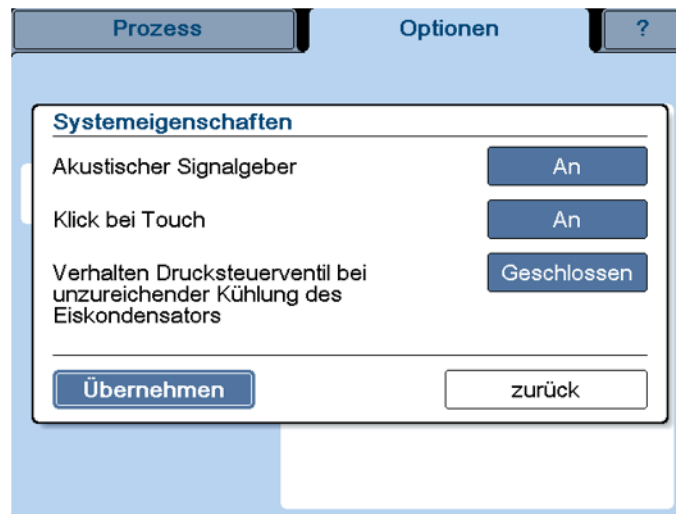 Prozess Optionen ?
Systemeigenschaften
Akustischer Signalgeber An
Klick bei Touch An
Verhalten Drucksteuerventil bei Geschlossen
unzureichender Kühlung des
Eiskondensators
Übernehmen zurück